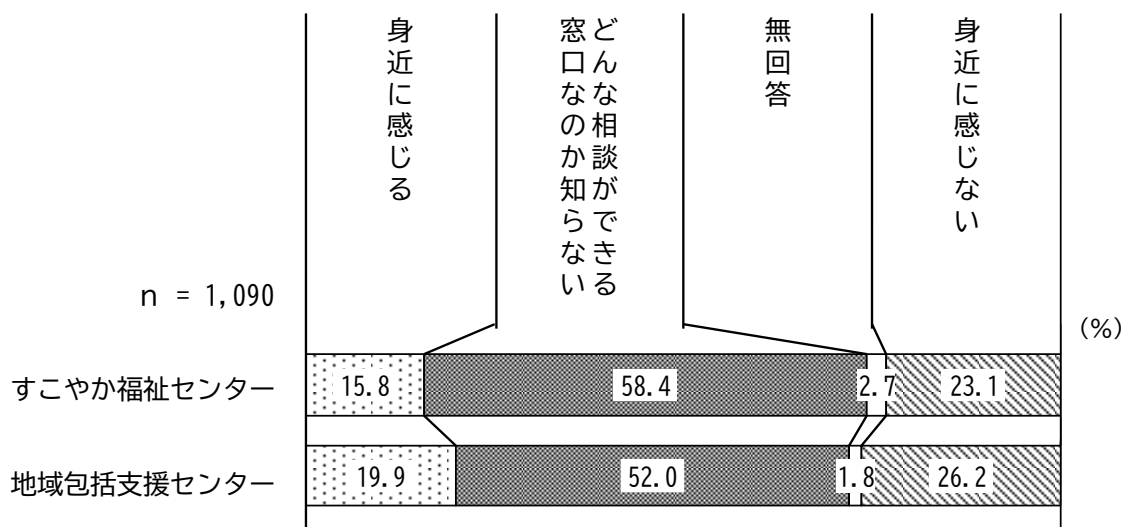 身近に感じる
どんな相談ができる
窓口なのか知らない
無回答
身近に感じない
n = 1,090
(%)
すこやか福祉センター
15.8
58.4
2.7
23.1
地域包括支援センター
19.9
52.0
1.8
26.2